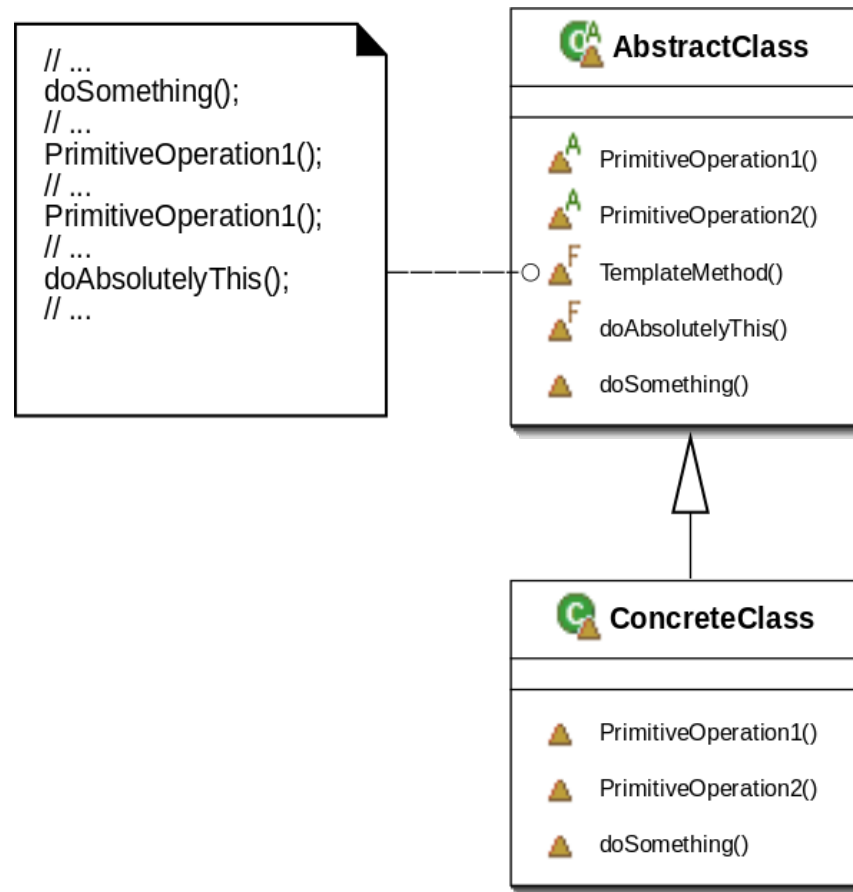 // ...
doSomething();
// ...
PrimitiveOperation1();
// ...
PrimitiveOperation1();
// ...
doAbsolutelyThis();
// ...
C A AbstractClass
A PrimitiveOperation1()
A PrimitiveOperation2()
F TemplateMethod()
F doAbsolutelyThis()
doSomething()
C ConcreteClass
PrimitiveOperation1()
PrimitiveOperation2()
doSomething()